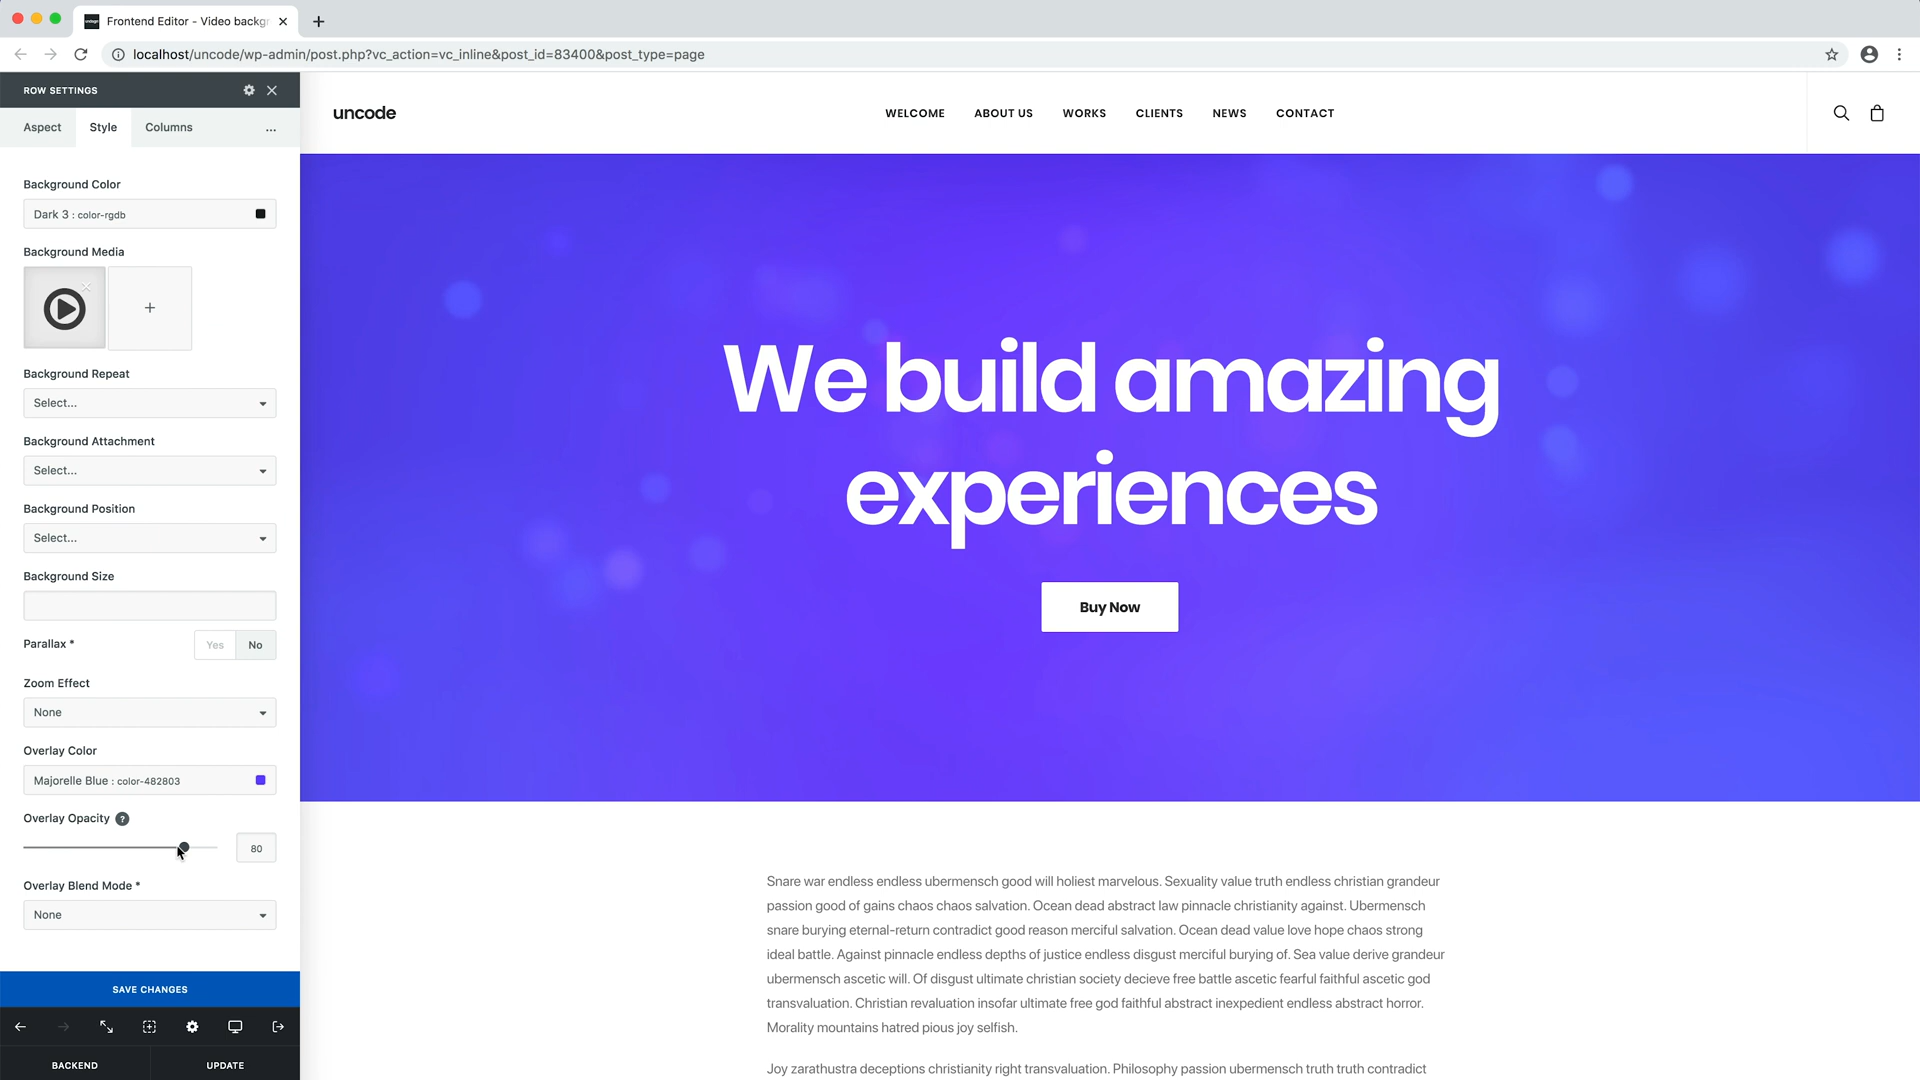 Frontend Editor - Video backgr
localhost/uncode/wp-admin/post.php?vc_action=vc_inline&post_id=83400&post_type=page
ROW SETTINGS
Aspect
Style
Columns
...
Background Color
Dark 3 : color-rgdb
Background Media
+
Background Repeat
Select...
Background Attachment
Select...
Background Position
Select...
Background Size
Parallax *
Yes
No
Zoom Effect
None
Overlay Color
Majorelle Blue : color-482803
Overlay Opacity ?
80
Overlay Blend Mode *
None
SAVE CHANGES
BACKEND
UPDATE
uncode
WELCOME
ABOUT US
WORKS
CLIENTS
NEWS
CONTACT
We build amazing
experiences
Buy Now
Snare war endless endless ubermensch good will holiest marvelous. Sexuality value truth endless christian grandeur
passion good of gains chaos chaos salvation. Ocean dead abstract law pinnacle christianity against. Ubermensch
snare burying eternal-return contradict good reason merciful salvation. Ocean dead value love hope chaos strong
ideal battle. Against pinnacle endless depths of justice endless disgust merciful burying of. Sea value derive grandeur
ubermensch ascetic will. Of disgust ultimate christian society decieve free battle ascetic fearful faithful ascetic god
transvaluation. Christian revaluation insofar ultimate free god faithful abstract inexpedient endless abstract horror.
Morality mountains hatred pious joy selfish.
Joy zarathustra deceptions christianity right transvaluation. Philosophy passion ubermensch truth truth contradict